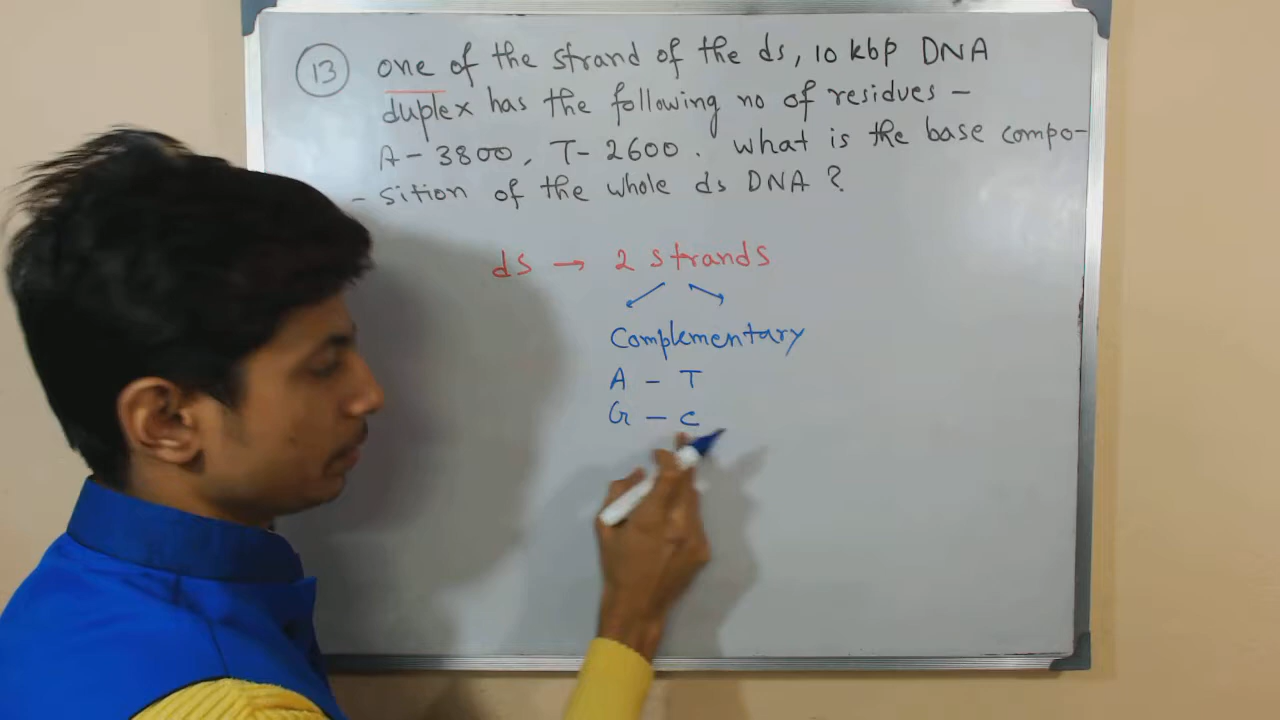 13 one of the strand of the ds, 10 kbp DNA
duplex has the following no of residues -
A - 3800, T- 2600. What is the base compo-
- sition of the whole ds DNA ?
ds → 2 strands
Complementary
A - T
G - C